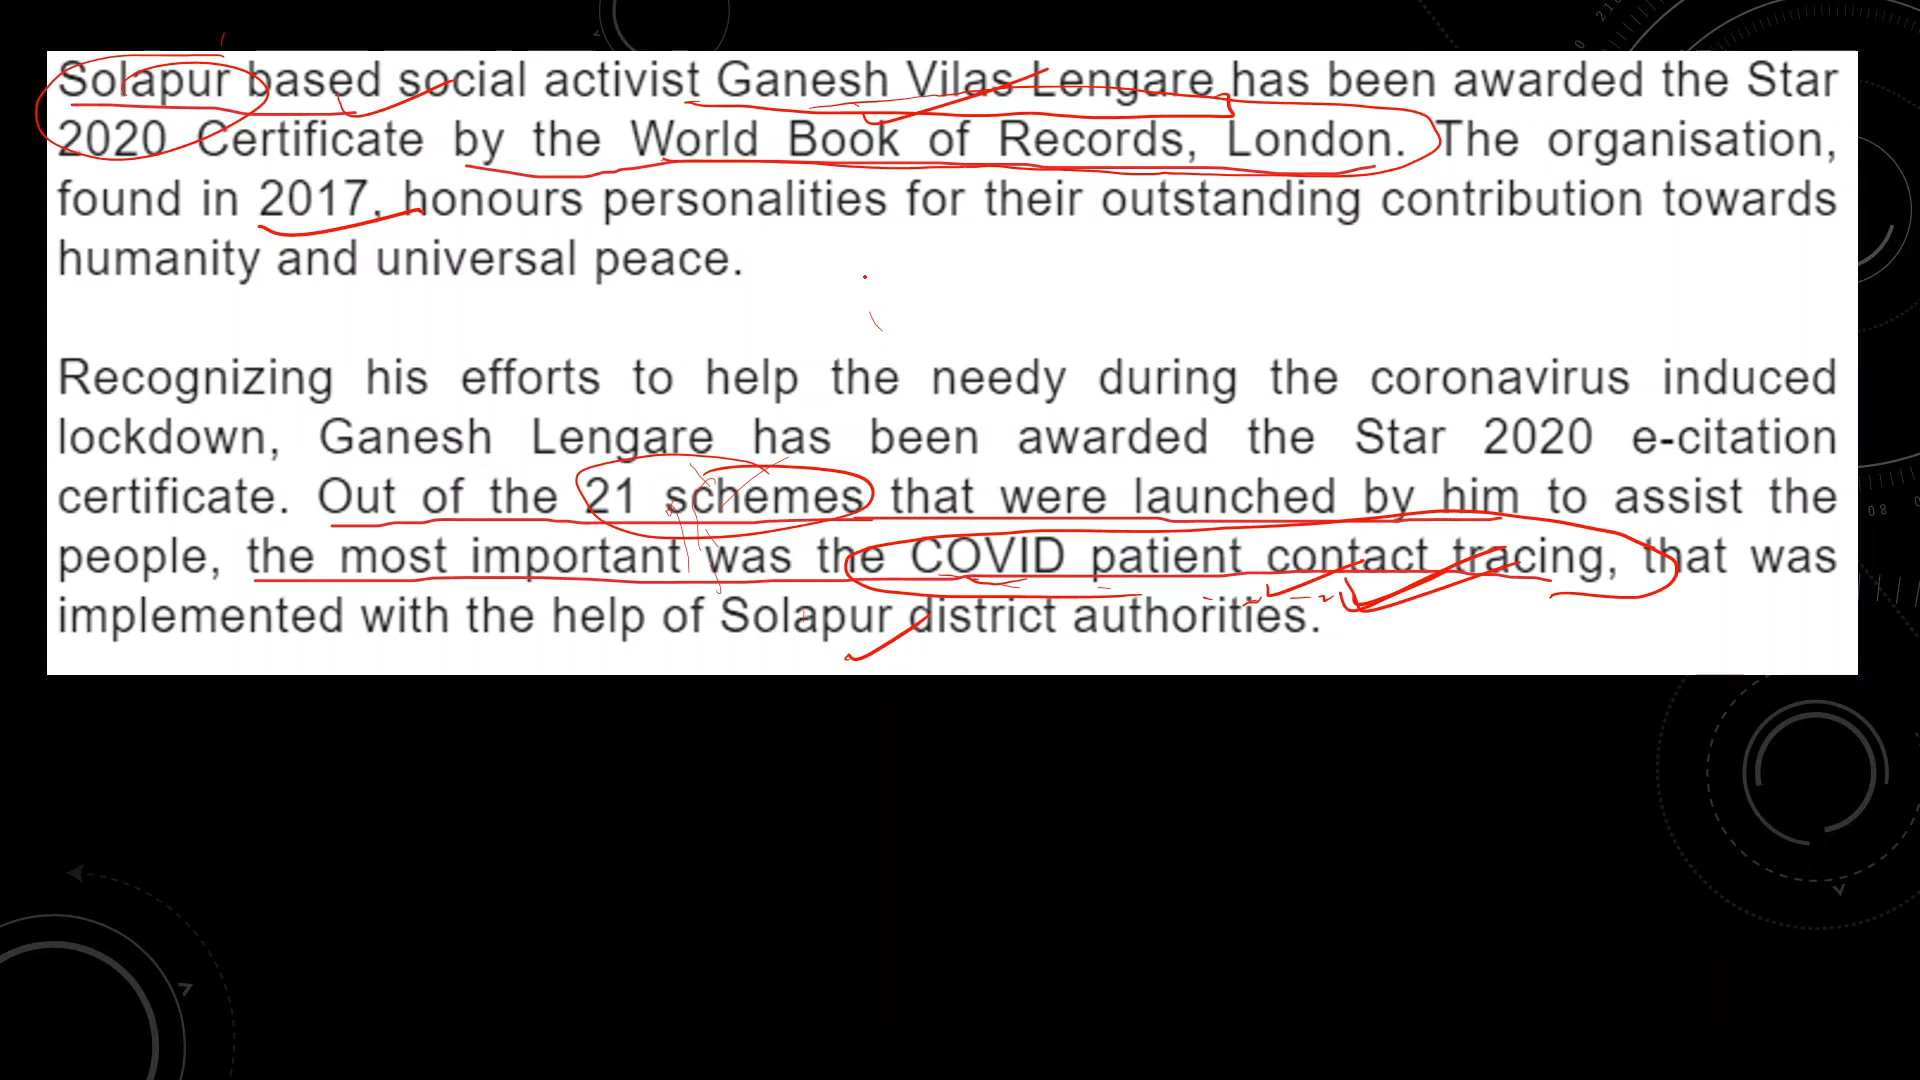 Solapur based social activist Ganesh Vilas Lengare has been awarded the Star
2020 Certificate by the World Book of Records, London. The organisation,
found in 2017, honours personalities for their outstanding contribution towards
humanity and universal peace.
Recognizing his efforts to help the needy during the coronavirus induced
lockdown, Ganesh Lengare has been awarded the Star 2020 e-citation
certificate. Out of the 21 schemes that were launched by him to assist the
people, the most important was the COVID patient contact tracing, that was
implemented with the help of Solapur district authorities.